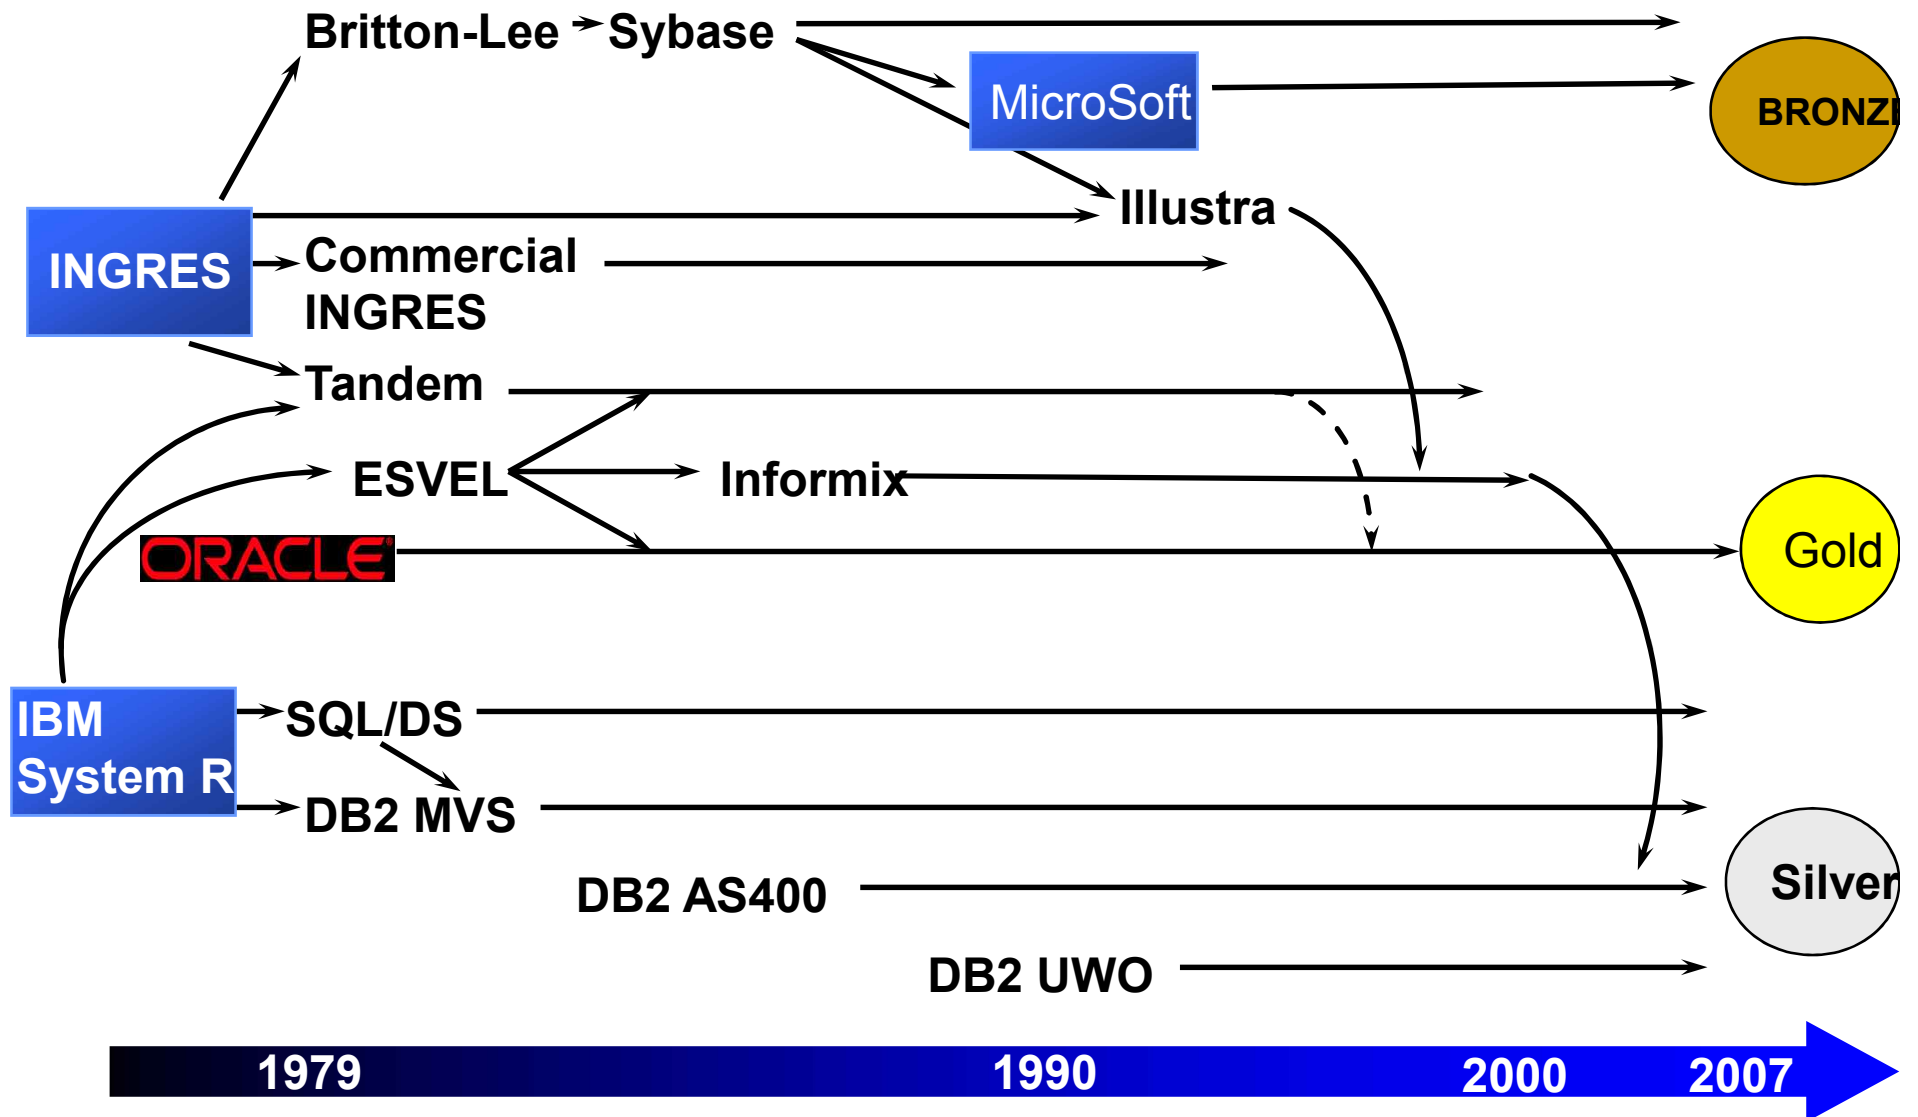 Britton-Lee
Sybase
MicroSoft
BRONZE
Illustra
INGRES
Commercial
INGRES
Tandem
ESVEL
Informix
ORACLE
Gold
IBM
System R
SQL/DS
DB2 MVS
DB2 AS400
Silver
DB2 UWO
1979
1990
2000
2007